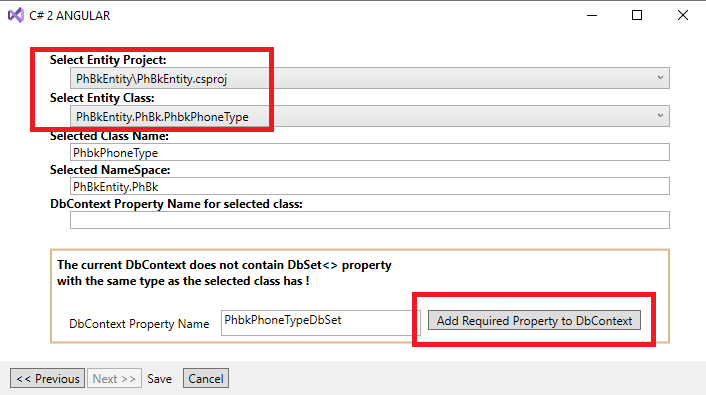 C# 2 ANGULAR
Select Entity Project:
PhBkEntity\PhBkEntity.csproj
Select Entity Class:
PhBkEntity.PhBk.PhbkPhoneType
Selected Class Name:
PhbkPhoneType
Selected NameSpace:
PhBkEntity.PhBk
DbContext Property Name for selected class:
The current DbContext does not contain DbSet<> property
with the same type as the selected class has !
DbContext Property Name PhbkPhoneTypeDbSet Add Required Property to DbContext
<< Previous Next >> Save Cancel